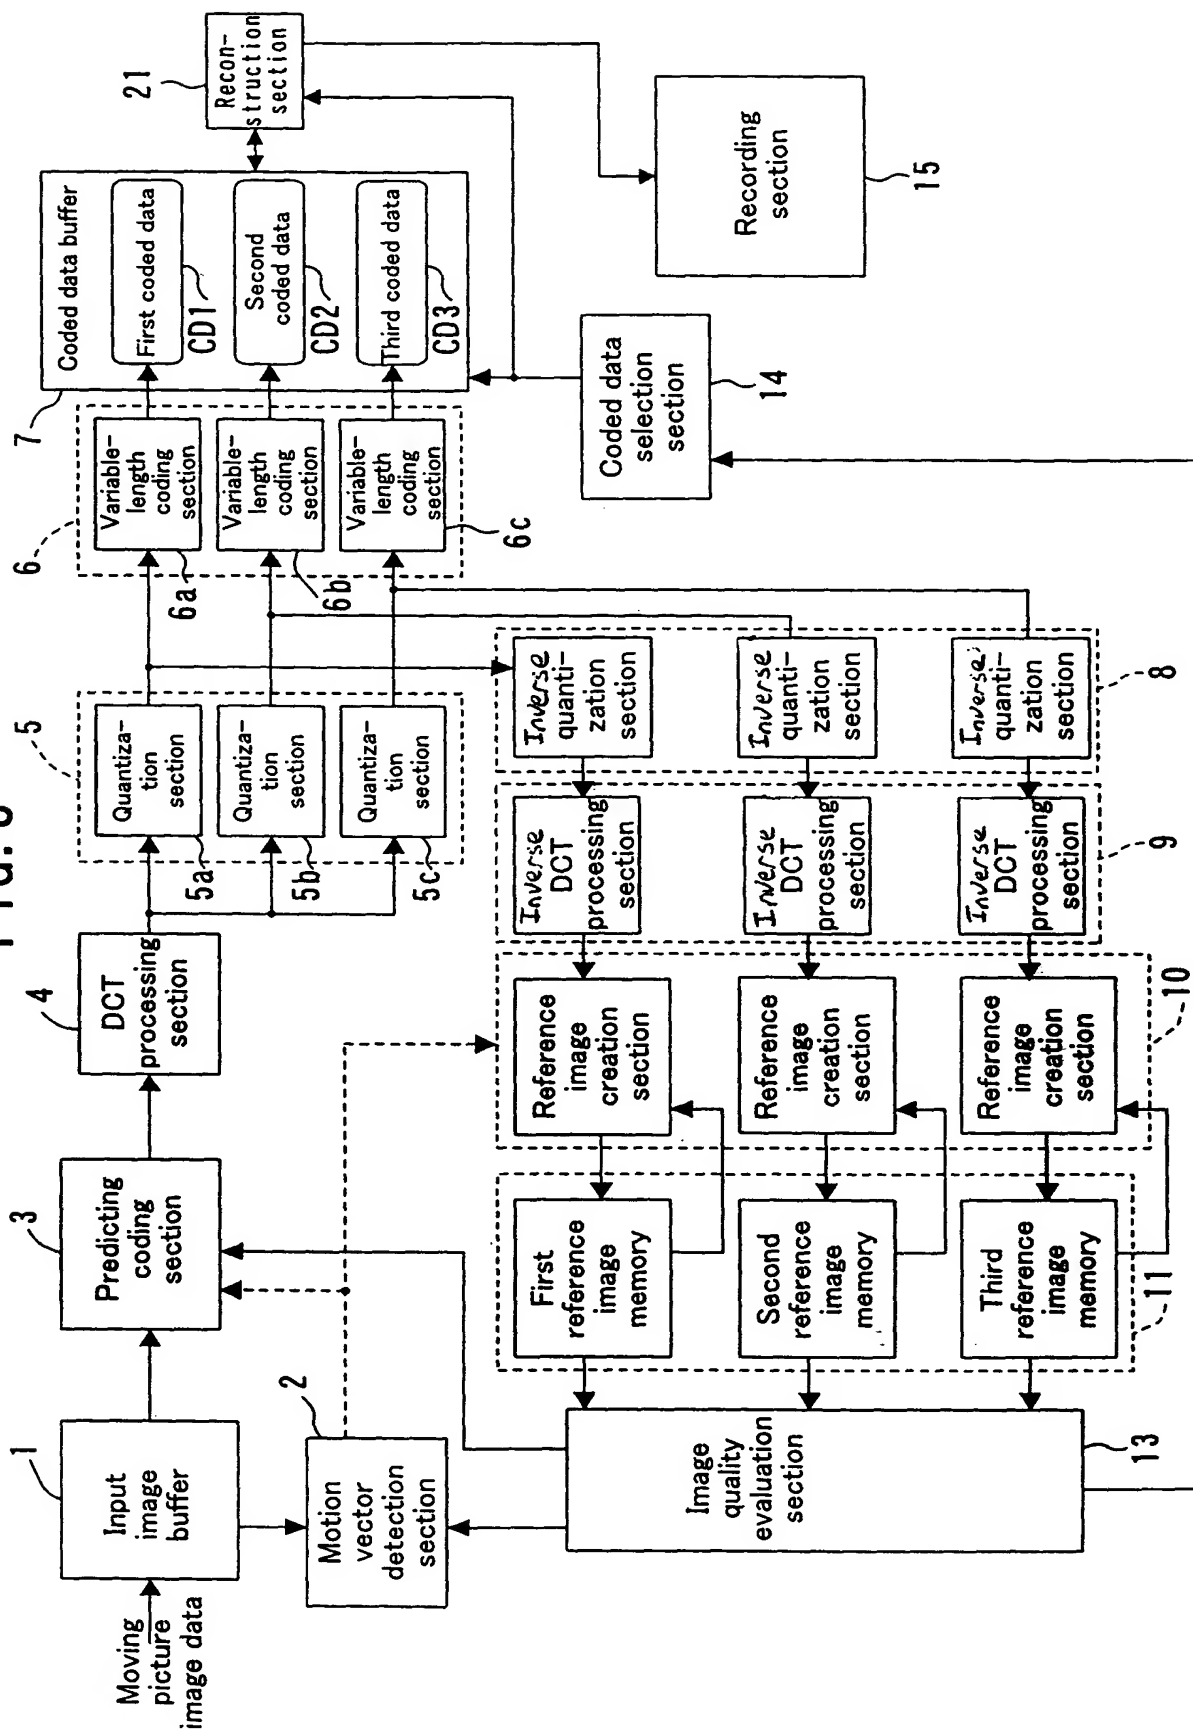 Moving
picture
image data
1
Input
image
buffer
2
Motion
vector
detection
section
3
Predicting
coding
section
4
DCT
processing
section
5
Quantiza-
tion
section
5a
Quantiza-
tion
section
5b
Quantiza-
tion
section
5c
6
Variable-
length
coding
section
6a
Variable-
length
coding
section
6b
Variable-
length
coding
section
6c
7
Coded data buffer
First coded data
CD1
Second
coded data
CD2
Third coded data
CD3
21
Recon-
struction
section
Recording
section
15
Coded data
selection
section
14
Inverse
quanti-
zation
section
Inverse
quanti-
zation
section
Inverse
quanti-
zation
section
8
Inverse
DCT
processing
section
Inverse
DCT
processing
section
Inverse
DCT
processing
section
9
Reference
image
creation
section
Reference
image
creation
section
Reference
image
creation
section
10
First
reference
image
memory
Second
reference
image
memory
Third
reference
image
memory
11
Image
quality
evaluation
section
13